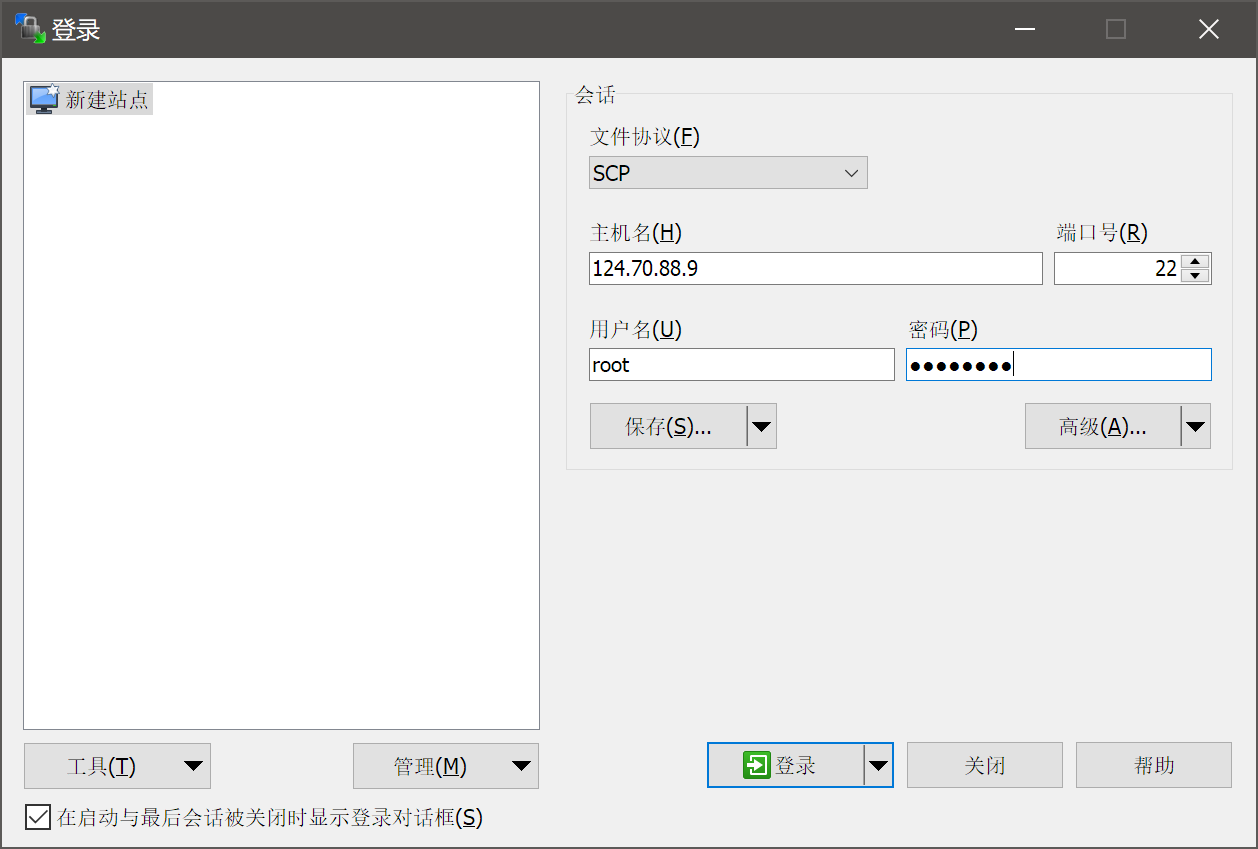 登录
新建站点
会话
文件协议(F)
SCP
主机名(H)
端口号(R)
124.70.88.9
22
用户名(U)
密码(P)
root
●●●●●●●●
保存(S)...
高级(A)...
工具(T)
管理(M)
登录
关闭
帮助
在启动与最后会话被关闭时显示登录对话框(S)